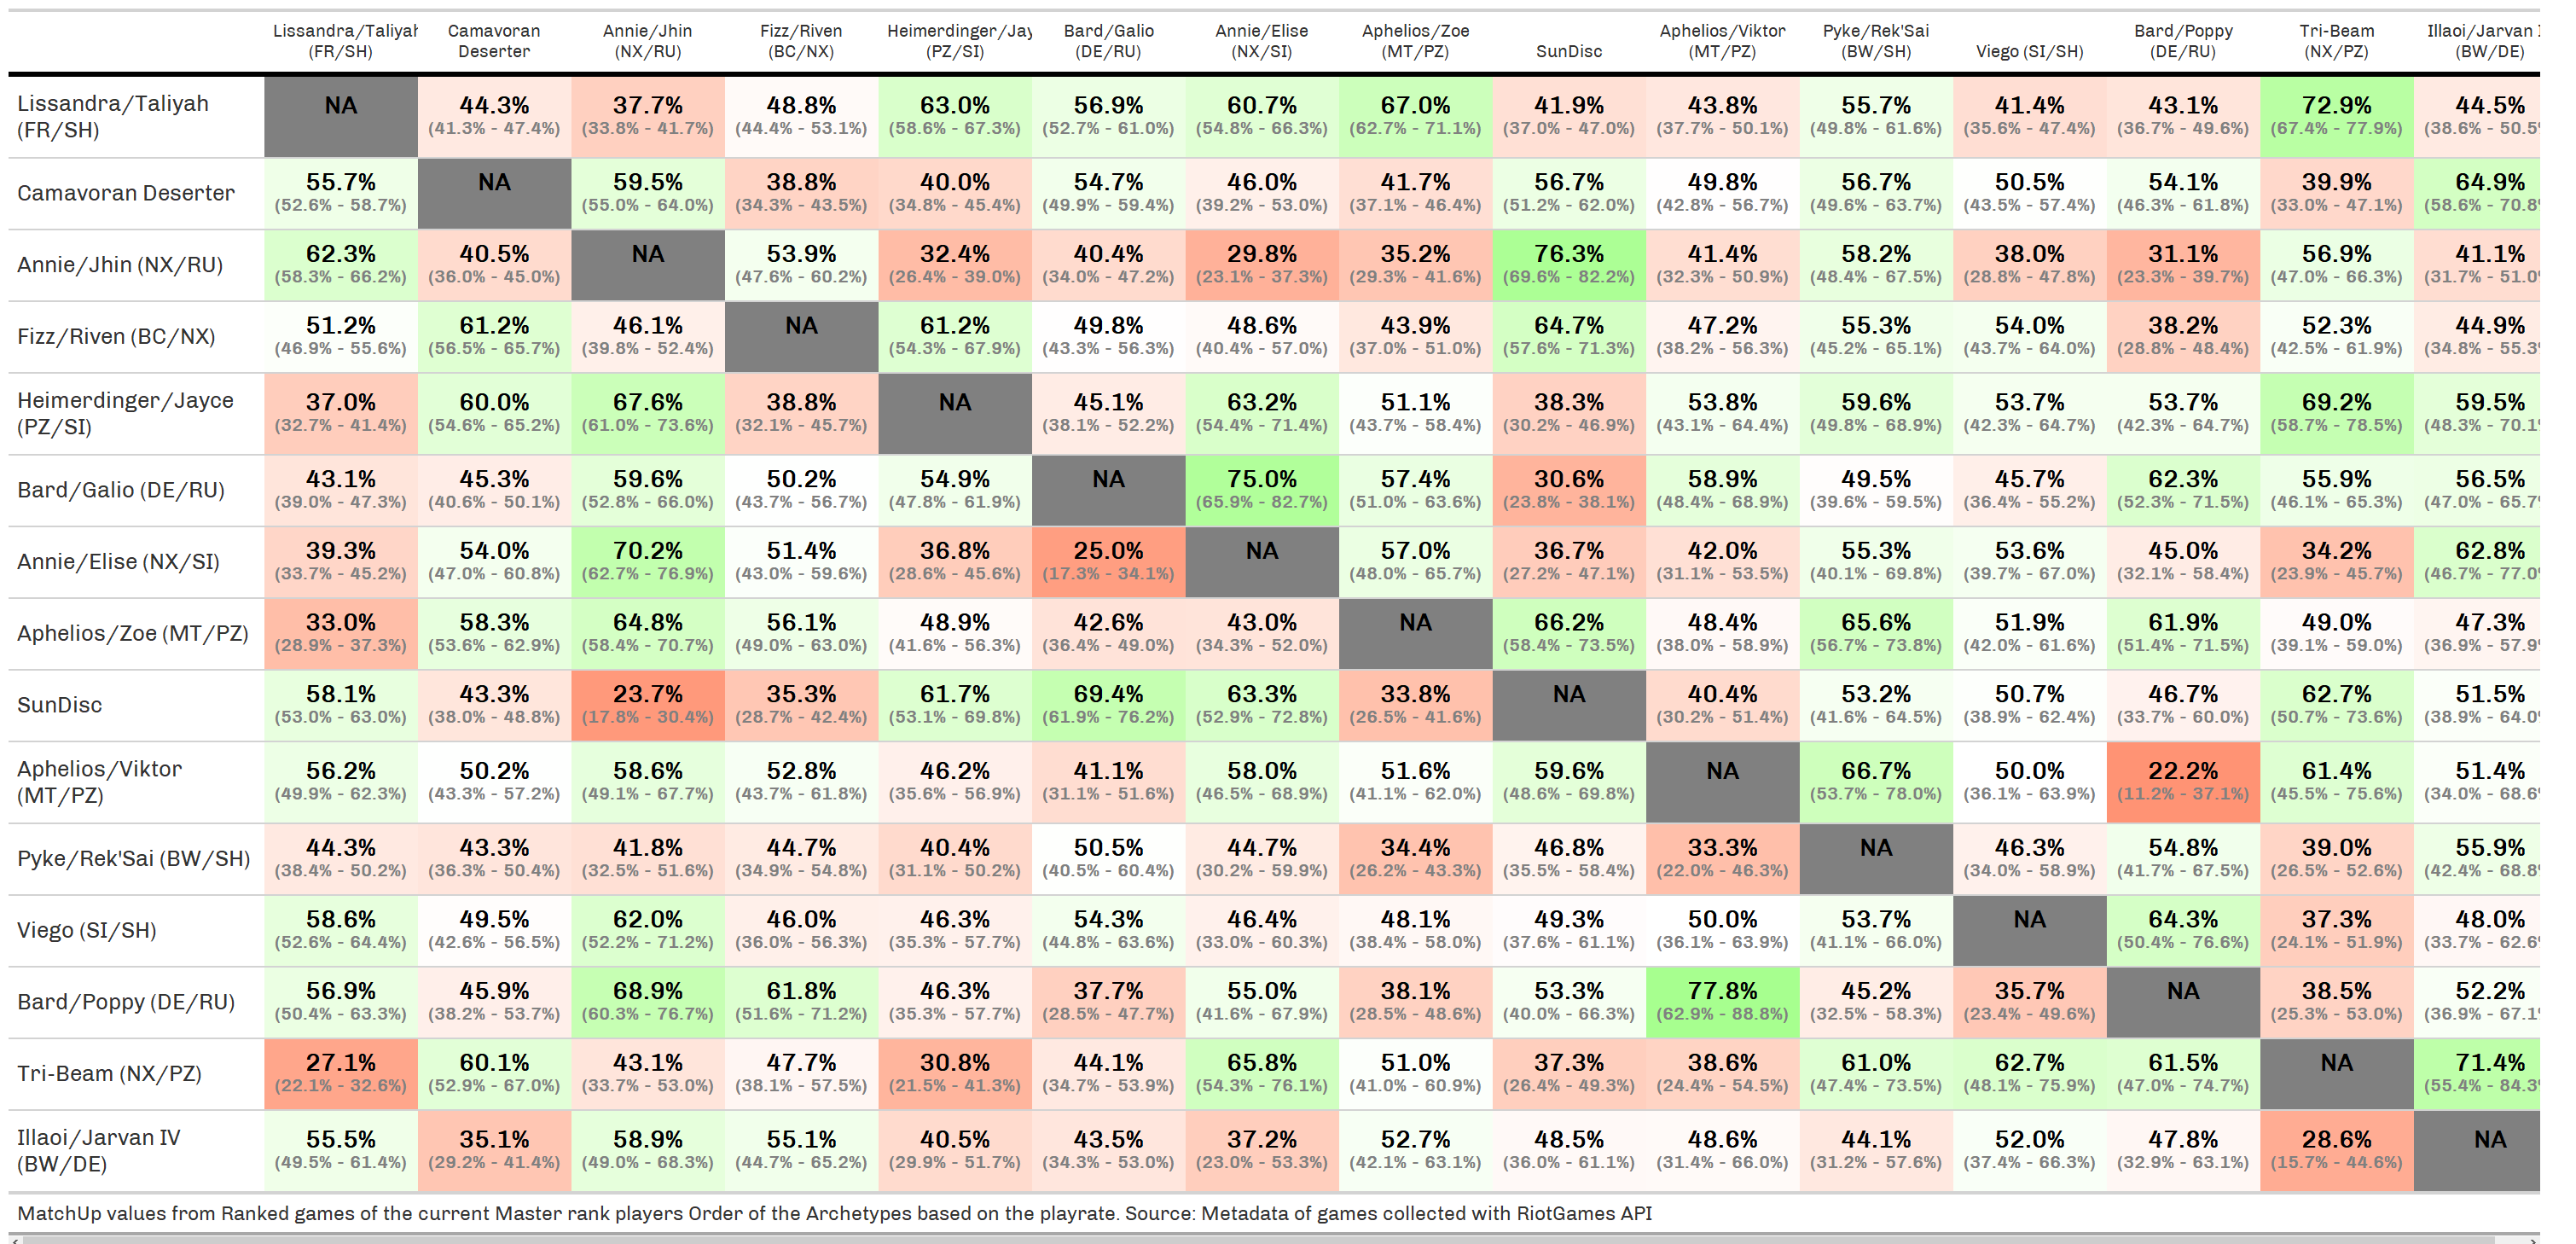 Lissandra/Taliyah Camavoran Annie/Jhin Fizz/Riven Heimerdinger/Jay Bard/Galio Annie/Elise Aphelios/Zoe Aphelios/Viktor Pyke/Rek'Sai Bard/Poppy Tri-Beam Illaoi/Jarvan I
(FR/SH) Deserter (NX/RU) (BC/NX) (PZ/SI) (DE/RU) (NX/SI) (MT/PZ) SunDisc (MT/PZ) (BW/SH) Viego (SI/SH) (DE/RU) (NX/PZ) (BW/DE)
Lissandra/Taliyah NA 44.3% 37.7% 48.8% 63.0% 56.9% 60.7% 67.0% 41.9% 43.8% 55.7% 41.4% 43.1% 72.9% 44.5%
(FR/SH) (41.3% - 47.4%) (33.8% - 41.7%) (44.4% - 53.1%) (58.6% - 67.3%) (52.7% - 61.0%) (54.8% - 66.3%) (62.7% - 71.1%) (37.0% - 47.0%) (37.7% - 50.1%) (49.8% - 61.6%) (35.6% - 47.4%) (36.7% - 49.6%) (67.4% - 77.9%) (38.6% - 50.5%
Camavoran Deserter 55.7% NA 59.5% 38.8% 40.0% 54.7% 46.0% 41.7% 56.7% 49.8% 56.7% 50.5% 54.1% 39.9% 64.9%
(52.6% - 58.7%) (55.0% - 64.0%) (34.3% - 43.5%) (34.8% - 45.4%) (49.9% - 59.4%) (39.2% - 53.0%) (37.1% - 46.4%) (51.2% - 62.0%) (42.8% - 56.7%) (49.6% - 63.7%) (43.5% - 57.4%) (46.3% - 61.8%) (33.0% - 47.1%) (58.6% - 70.8%
Annie/Jhin (NX/RU) 62.3% 40.5% NA 53.9% 32.4% 40.4% 29.8% 35.2% 76.3% 41.4% 58.2% 38.0% 31.1% 56.9% 41.1%
(58.3% - 66.2%) (36.0% - 45.0%) (47.6% - 60.2%) (26.4% - 39.0%) (34.0% - 47.2%) (23.1% - 37.3%) (29.3% - 41.6%) (69.6% - 82.2%) (32.3% - 50.9%) (48.4% - 67.5%) (28.8% - 47.8%) (23.3% - 39.7%) (47.0% - 66.3%) (31.7% - 51.0%
Fizz/Riven (BC/NX) 51.2% 61.2% 46.1% NA 61.2% 49.8% 48.6% 43.9% 64.7% 47.2% 55.3% 54.0% 38.2% 52.3% 44.9%
(46.9% - 55.6%) (56.5% - 65.7%) (39.8% - 52.4%) (54.3% - 67.9%) (43.3% - 56.3%) (40.4% - 57.0%) (37.0% - 51.0%) (57.6% - 71.3%) (38.2% - 56.3%) (45.2% - 65.1%) (43.7% - 64.0%) (28.8% - 48.4%) (42.5% - 61.9%) (34.8% - 55.3%
Heimerdinger/Jayce 37.0% 60.0% 67.6% 38.8% NA 45.1% 63.2% 51.1% 38.3% 53.8% 59.6% 53.7% 53.7% 69.2% 59.5%
(PZ/SI) (32.7% - 41.4%) (54.6% - 65.2%) (61.0% - 73.6%) (32.1% - 45.7%) (38.1% - 52.2%) (54.4% - 71.4%) (43.7% - 58.4%) (30.2% - 46.9%) (43.1% - 64.4%) (49.8% - 68.9%) (42.3% - 64.7%) (42.3% - 64.7%) (58.7% - 78.5%) (48.3% - 70.1%
Bard/Galio (DE/RU) 43.1% 45.3% 59.6% 50.2% 54.9% NA 75.0% 57.4% 30.6% 58.9% 49.5% 45.7% 62.3% 55.9% 56.5%
(39.0% - 47.3%) (40.6% - 50.1%) (52.8% - 66.0%) (43.7% - 56.7%) (47.8% - 61.9%) (65.9% - 82.7%) (51.0% - 63.6%) (23.8% - 38.1%) (48.4% - 68.9%) (39.6% - 59.5%) (36.4% - 55.2%) (52.3% - 71.5%) (46.1% - 65.3%) (47.0% - 65.7%
Annie/Elise (NX/SI) 39.3% 54.0% 70.2% 51.4% 36.8% 25.0% NA 57.0% 36.7% 42.0% 55.3% 53.6% 45.0% 34.2% 62.8%
(33.7% - 45.2%) (47.0% - 60.8%) (62.7% - 76.9%) (43.0% - 59.6%) (28.6% - 45.6%) (17.3% - 34.1%) (48.0% - 65.7%) (27.2% - 47.1%) (31.1% - 53.5%) (40.1% - 69.8%) (39.7% - 67.0%) (32.1% - 58.4%) (23.9% - 45.7%) (46.7% - 77.0%
Aphelios/Zoe (MT/PZ) 33.0% 58.3% 64.8% 56.1% 48.9% 42.6% 43.0% NA 66.2% 48.4% 65.6% 51.9% 61.9% 49.0% 47.3%
(28.9% - 37.3%) (53.6% - 62.9%) (58.4% - 70.7%) (49.0% - 63.0%) (41.6% - 56.3%) (36.4% - 49.0%) (34.3% - 52.0%) (58.4% - 73.5%) (38.0% - 58.9%) (56.7% - 73.8%) (42.0% - 61.6%) (51.4% - 71.5%) (39.1% - 59.0%) (36.9% - 57.9%
SunDisc 58.1% 43.3% 23.7% 35.3% 61.7% 69.4% 63.3% 33.8% NA 40.4% 53.2% 50.7% 46.7% 62.7% 51.5%
(53.0% - 63.0%) (38.0% - 48.8%) (17.8% - 30.4%) (28.7% - 42.4%) (53.1% - 69.8%) (61.9% - 76.2%) (52.9% - 72.8%) (26.5% - 41.6%) (30.2% - 51.4%) (41.6% - 64.5%) (38.9% - 62.4%) (33.7% - 60.0%) (50.7% - 73.6%) (38.9% - 64.0%
Aphelios/Viktor 56.2% 50.2% 58.6% 52.8% 46.2% 41.1% 58.0% 51.6% 59.6% NA 66.7% 50.0% 22.2% 61.4% 51.4%
(MT/PZ) (49.9% - 62.3%) (43.3% - 57.2%) (49.1% - 67.7%) (43.7% - 61.8%) (35.6% - 56.9%) (31.1% - 51.6%) (46.5% - 68.9%) (41.1% - 62.0%) (48.6% - 69.8%) (53.7% - 78.0%) (36.1% - 63.9%) (11.2% - 37.1%) (45.5% - 75.6%) (34.0% - 68.6%
Pyke/Rek'Sai (BW/SH) 44.3% 43.3% 41.8% 44.7% 40.4% 50.5% 44.7% 34.4% 46.8% 33.3% NA 46.3% 54.8% 39.0% 55.9%
(38.4% - 50.2%) (36.3% - 50.4%) (32.5% - 51.6%) (34.9% - 54.8%) (31.1% - 50.2%) (40.5% - 60.4%) (30.2% - 59.9%) (26.2% - 43.3%) (35.5% - 58.4%) (22.0% - 46.3%) (34.0% - 58.9%) (41.7% - 67.5%) (26.5% - 52.6%) (42.4% - 68.8%
Viego (SI/SH) 58.6% 49.5% 62.0% 46.0% 46.3% 54.3% 46.4% 48.1% 49.3% 50.0% 53.7% NA 64.3% 37.3% 48.0%
(52.6% - 64.4%) (42.6% - 56.5%) (52.2% - 71.2%) (36.0% - 56.3%) (35.3% - 57.7%) (44.8% - 63.6%) (33.0% - 60.3%) (38.4% - 58.0%) (37.6% - 61.1%) (36.1% - 63.9%) (41.1% - 66.0%) (50.4% - 76.6%) (24.1% - 51.9%) (33.7% - 62.6%
Bard/Poppy (DE/RU) 56.9% 45.9% 68.9% 61.8% 46.3% 37.7% 55.0% 38.1% 53.3% 77.8% 45.2% 35.7% NA 38.5% 52.2%
(50.4% - 63.3%) (38.2% - 53.7%) (60.3% - 76.7%) (51.6% - 71.2%) (35.3% - 57.7%) (28.5% - 47.7%) (41.6% - 67.9%) (28.5% - 48.6%) (40.0% - 66.3%) (62.9% - 88.8%) (32.5% - 58.3%) (23.4% - 49.6%) (25.3% - 53.0%) (36.9% - 67.1%
Tri-Beam (NX/PZ) 27.1% 60.1% 43.1% 47.7% 30.8% 44.1% 65.8% 51.0% 37.3% 38.6% 61.0% 62.7% 61.5% NA 71.4%
(22.1% - 32.6%) (52.9% - 67.0%) (33.7% - 53.0%) (38.1% - 57.5%) (21.5% - 41.3%) (34.7% - 53.9%) (54.3% - 76.1%) (41.0% - 60.9%) (26.4% - 49.3%) (24.4% - 54.5%) (47.4% - 73.5%) (48.1% - 75.9%) (47.0% - 74.7%) (55.4% - 84.3%
Illaoi/Jarvan IV 55.5% 35.1% 58.9% 55.1% 40.5% 43.5% 37.2% 52.7% 48.5% 48.6% 44.1% 52.0% 47.8% 28.6% NA
(BW/DE) (49.5% - 61.4%) (29.2% - 41.4%) (49.0% - 68.3%) (44.7% - 65.2%) (29.9% - 51.7%) (34.3% - 53.0%) (23.0% - 53.3%) (42.1% - 63.1%) (36.0% - 61.1%) (31.4% - 66.0%) (31.2% - 57.6%) (37.4% - 66.3%) (32.9% - 63.1%) (15.7% - 44.6%)
MatchUp values from Ranked games of the current Master rank players Order of the Archetypes based on the playrate. Source: Metadata of games collected with RiotGames API